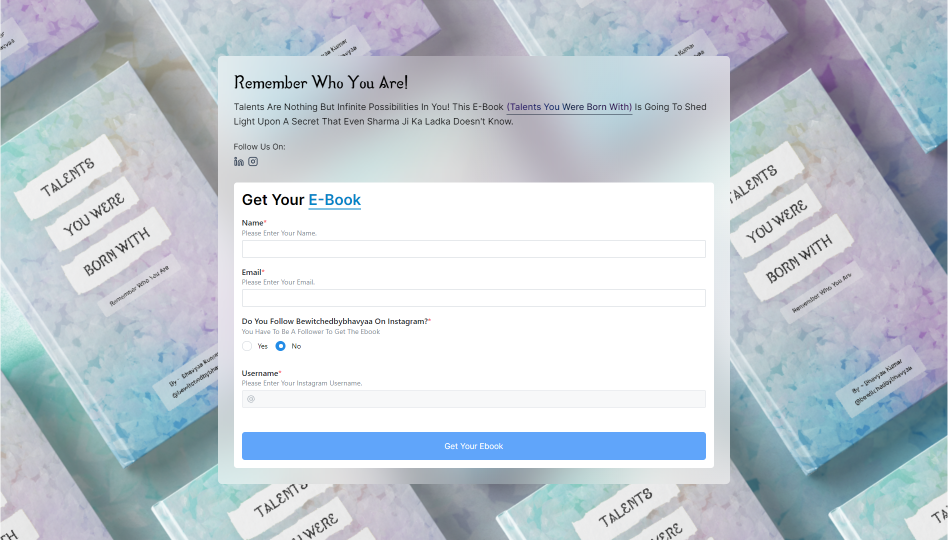 Remember Who You Are!
Talents Are Nothing But Infinite Possibilities In You! This E-Book (Talents You Were Born With) Is Going To Shed
Light Upon A Secret That Even Sharma Ji Ka Ladka Doesn't Know.
Follow Us On:
Get Your E-Book
Name*
Please Enter Your Name.
Email*
Please Enter Your Email.
Do You Follow Bewitchedbybhavyaa On Instagram?*
You Have To Be A Follower To Get The Ebook
Yes No
Username*
Please Enter Your Instagram Username.
@
Get Your Ebook
TALENTS
YOU WERE
BORN WITH
Remember Who You Are
By - Bhavyaa Kumar
TALENTS
YOU WERE
BORN WITH
Remember Who You Are
By - Bhavyaa Kumar
@bewitchedbybhavyaa
TALENTS
YOU WERE
TALENTS
YOU WERE